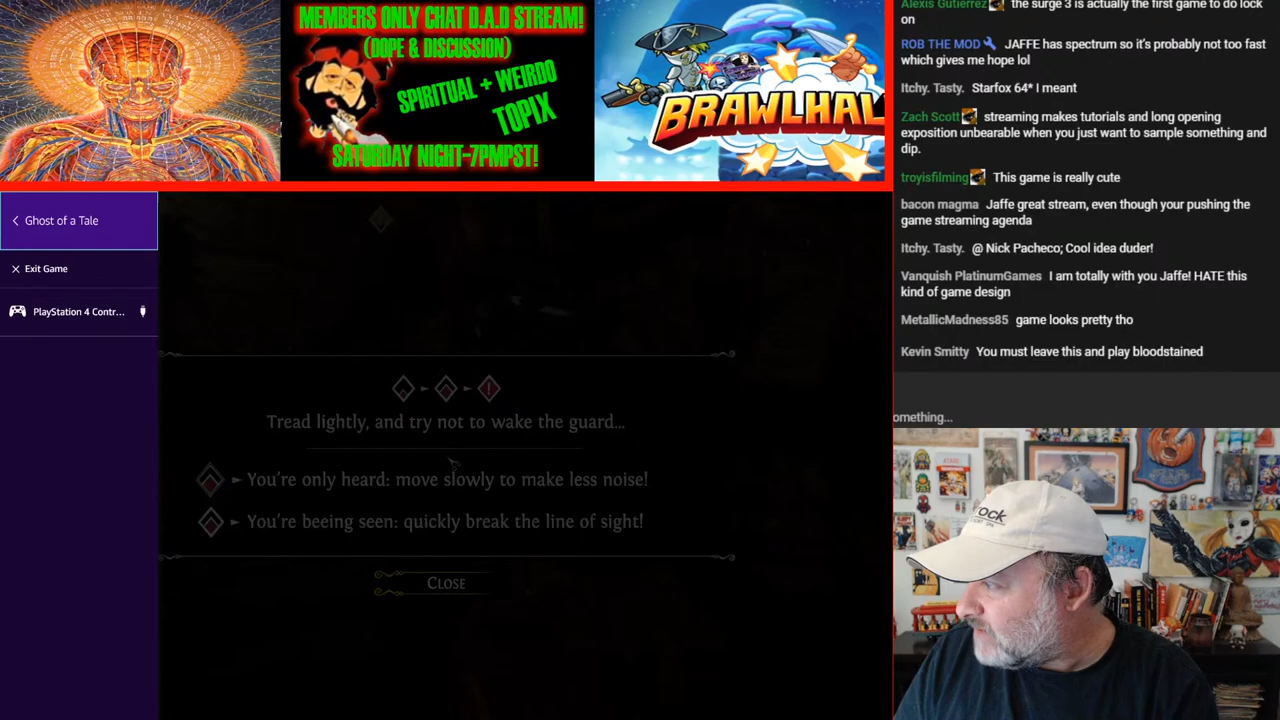 MEMBERS ONLY CHAT D.A.D STREAM!
(DOPE & DISCUSSION)
SPIRITUAL + WEIRDO
TOPIX
SATURDAY NIGHT-7PMPST!
BRAWLHAL
Ghost of a Tale
Exit Game
PlayStation 4 Contr...
Tread lightly, and try not to wake the guard...
You're only heard: move slowly to make less noise!
You're beeing seen: quickly break the line of sight!
CLOSE
Alexis Gutierrez the surge 3 is actually the first game to do lock
on
ROB THE MOD JAFFE has spectrum so it's probably not too fast
which gives me hope lol
Itchy. Tasty. Starfox 64* I meant
Zach Scott streaming makes tutorials and long opening
exposition unbearable when you just want to sample something and
dip.
troyisfilming This game is really cute
bacon magma Jaffe great stream, even though your pushing the
game streaming agenda
Itchy. Tasty. @ Nick Pacheco; Cool idea duder!
Vanquish PlatinumGames I am totally with you Jaffe! HATE this
kind of game design
MetallicMadness85 game looks pretty tho
Kevin Smitty You must leave this and play bloodstained
omething...